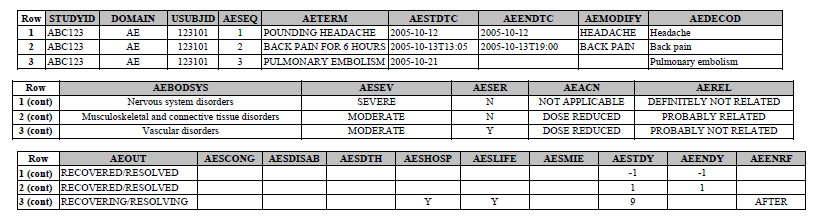 Row STUDYID DOMAIN USUBJID AESEQ AETERM AESTDTC AEENDTC AEMODIFY AEDECOD
1 ABC123 AE 123101 1 POUNDING HEADACHE 2005-10-12 2005-10-12 HEADACHE Headache
2 ABC123 AE 123101 2 BACK PAIN FOR 6 HOURS 2005-10-13T13:05 2005-10-13T19:00 BACK PAIN Back pain
3 ABC123 AE 123101 3 PULMONARY EMBOLISM 2005-10-21 Pulmonary embolism
Row AEBODSYS AESEV AESER AEACN AEREL
1 (cont) Nervous system disorders SEVERE N NOT APPLICABLE DEFINITELY NOT RELATED
2 (cont) Musculoskeletal and connective tissue disorders MODERATE N DOSE REDUCED PROBABLY RELATED
3 (cont) Vascular disorders MODERATE Y DOSE REDUCED PROBABLY NOT RELATED
Row AEOUT AESCONG AESDISAB AESDTH AESHOSP AESLIFE AESMIE AESTDY AEENDY AEENRF
1 (cont) RECOVERED/RESOLVED -1 -1
2 (cont) RECOVERED/RESOLVED 1 1
3 (cont) RECOVERING/RESOLVING Y Y 9 AFTER